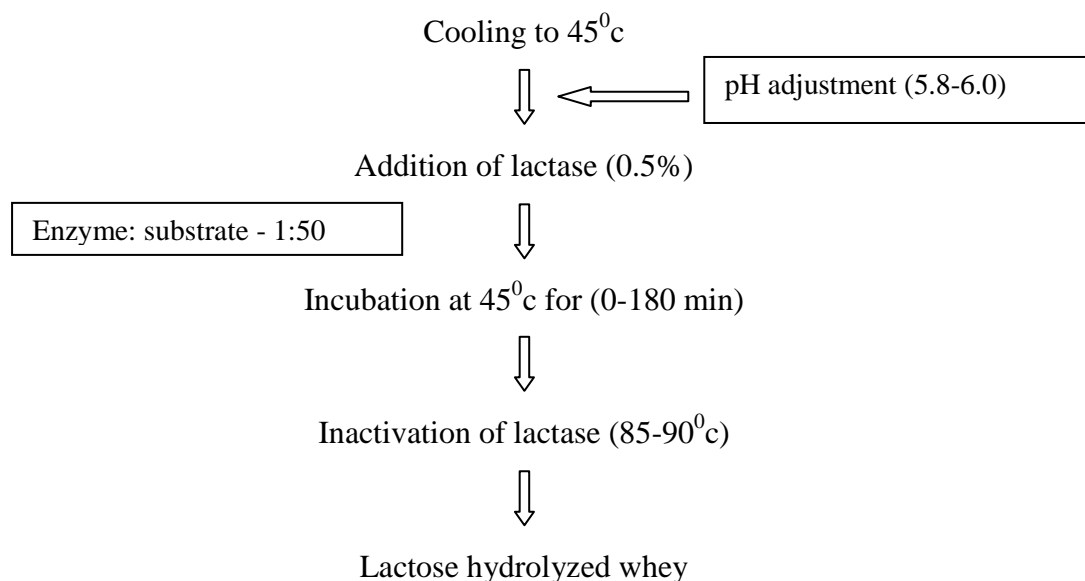 Cooling to 45⁰c
pH adjustment (5.8-6.0)
Addition of lactase (0.5%)
Enzyme: substrate - 1:50
Incubation at 45⁰c for (0-180 min)
Inactivation of lactase (85-90⁰c)
Lactose hydrolyzed whey